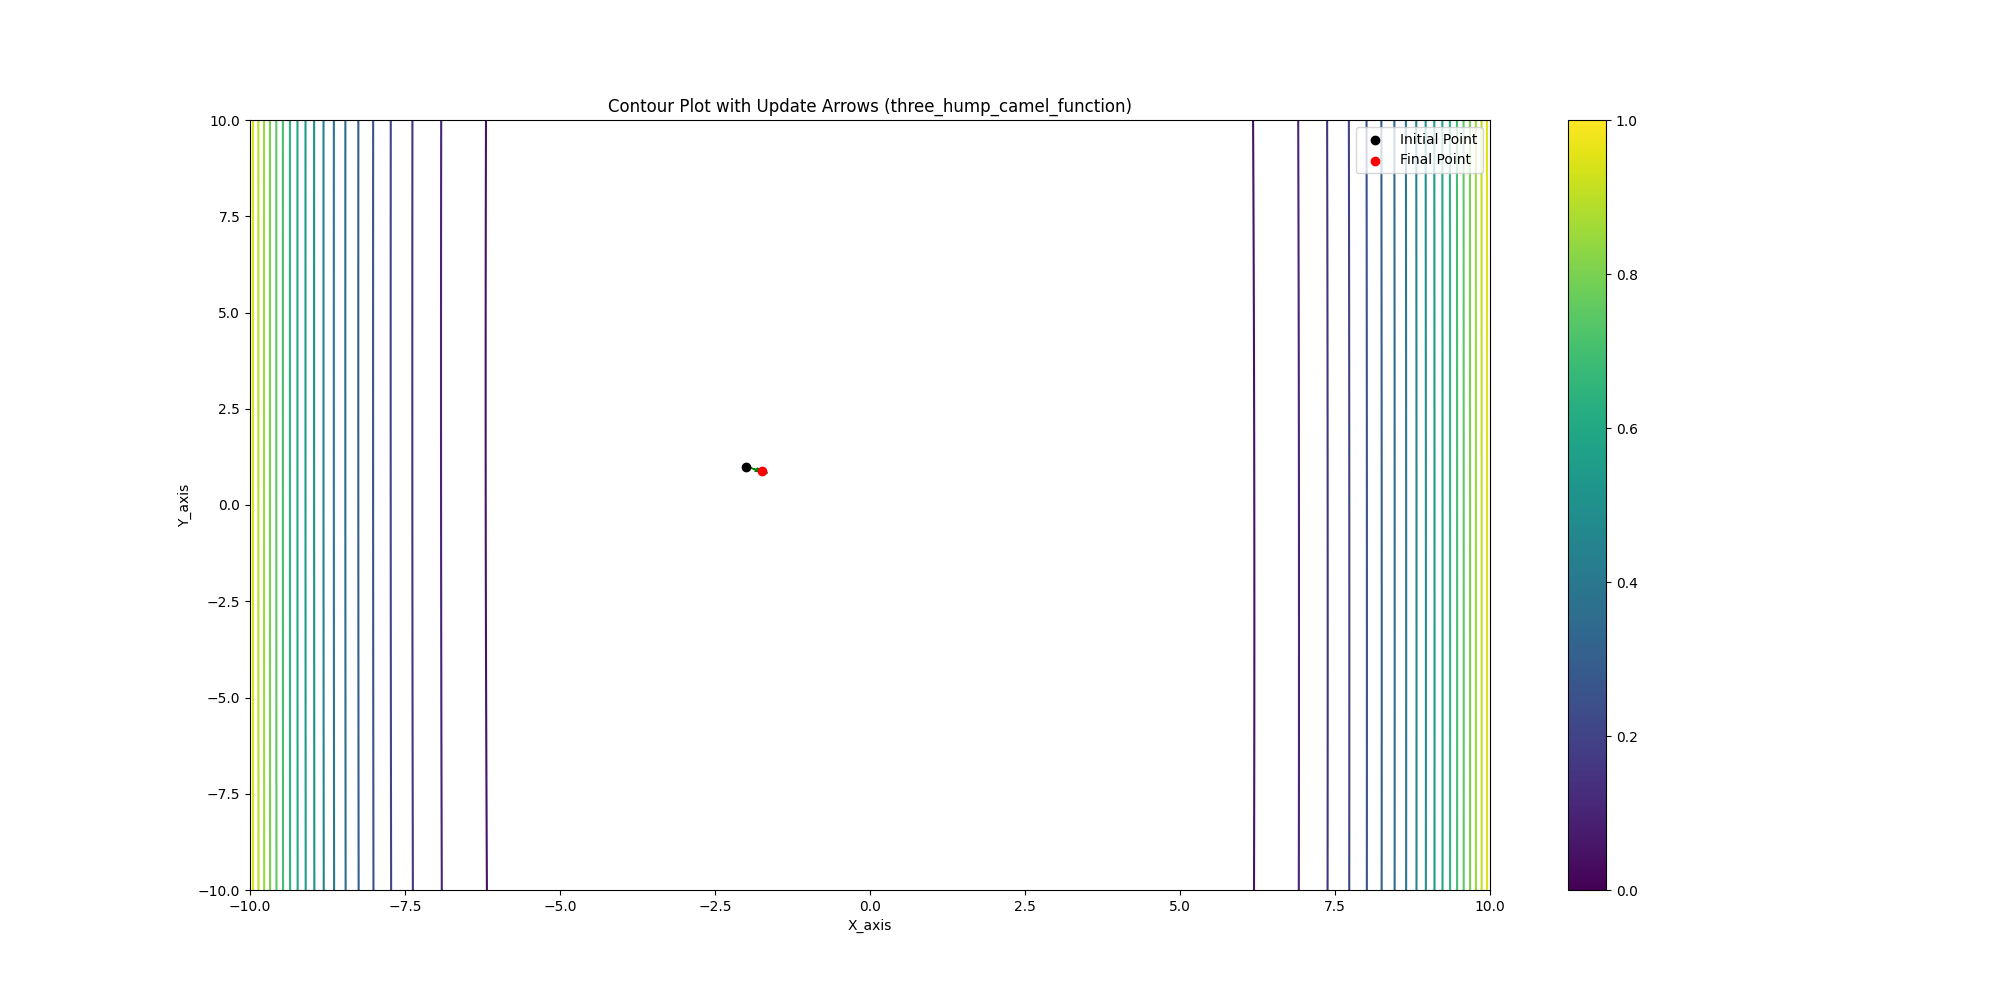 Contour Plot with Update Arrows (three_hump_camel_function)
Initial Point
Final Point
10.0
7.5
5.0
2.5
0.0
−2.5
−5.0
−7.5
−10.0
Y_axis
−10.0 −7.5 −5.0 −2.5 0.0 2.5 5.0 7.5 10.0
X_axis
1.0
0.8
0.6
0.4
0.2
0.0